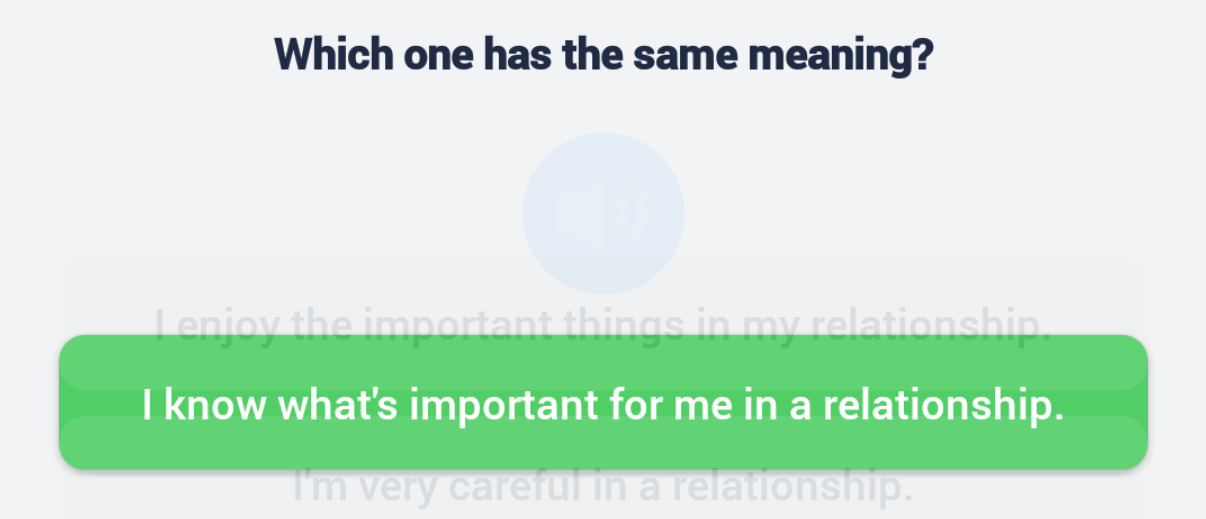 Which one has the same meaning?
I enjoy the important things in my relationship.
I know what's important for me in a relationship.
I'm very careful in a relationship.